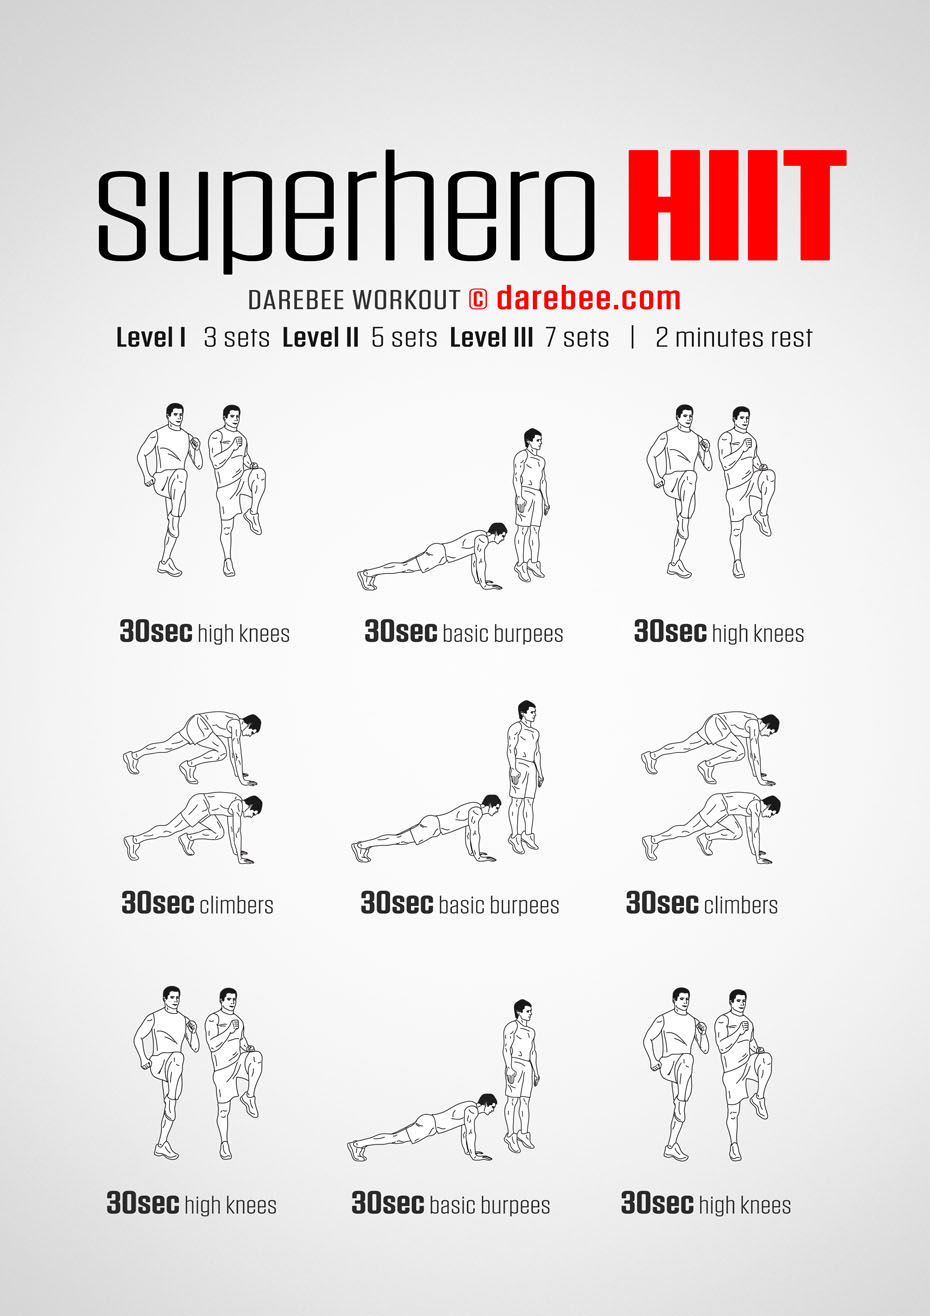 superhero HIIT
DAREBEE WORKOUT © darebee.com
Level I 3 sets Level II 5 sets Level III 7 sets | 2 minutes rest
30sec high knees
30sec basic burpees
30sec high knees
30sec climbers
30sec basic burpees
30sec climbers
30sec high knees
30sec basic burpees
30sec high knees